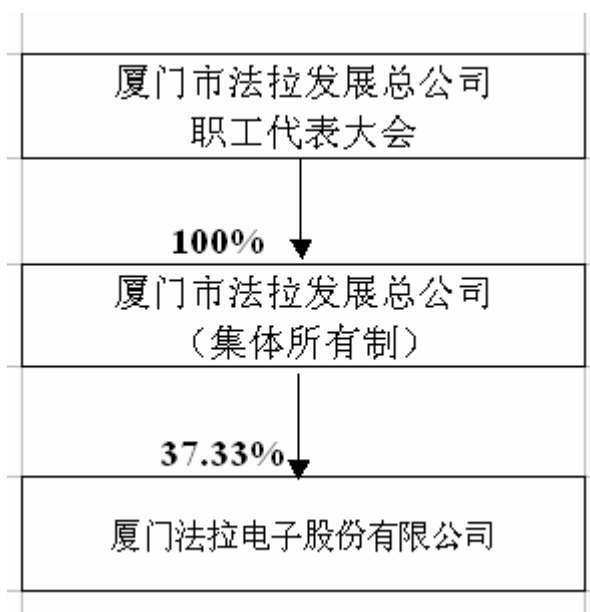 厦门市法拉发展总公司
职工代表大会
100%
厦门市法拉发展总公司
（集体所有制）
37.33%
厦门法拉电子股份有限公司